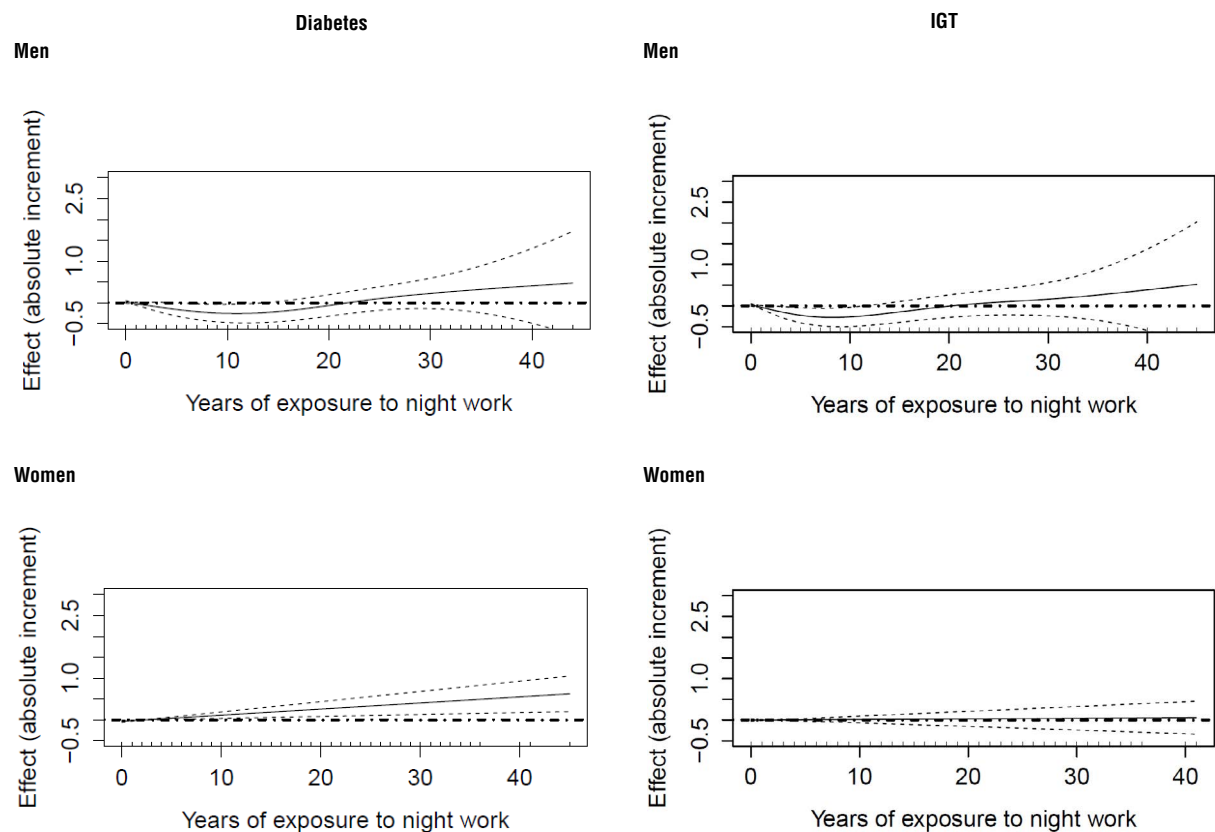 Diabetes
Men
Effect (absolute increment)
−0.5 1.0 2.5
0 10 20 30 40
Years of exposure to night work
IGT
Men
Effect (absolute increment)
−0.5 1.0 2.5
0 10 20 30 40
Years of exposure to night work
Women
Effect (absolute increment)
−0.5 1.0 2.5
0 10 20 30 40
Years of exposure to night work
Women
Effect (absolute increment)
−0.5 1.0 2.5
0 10 20 30 40
Years of exposure to night work